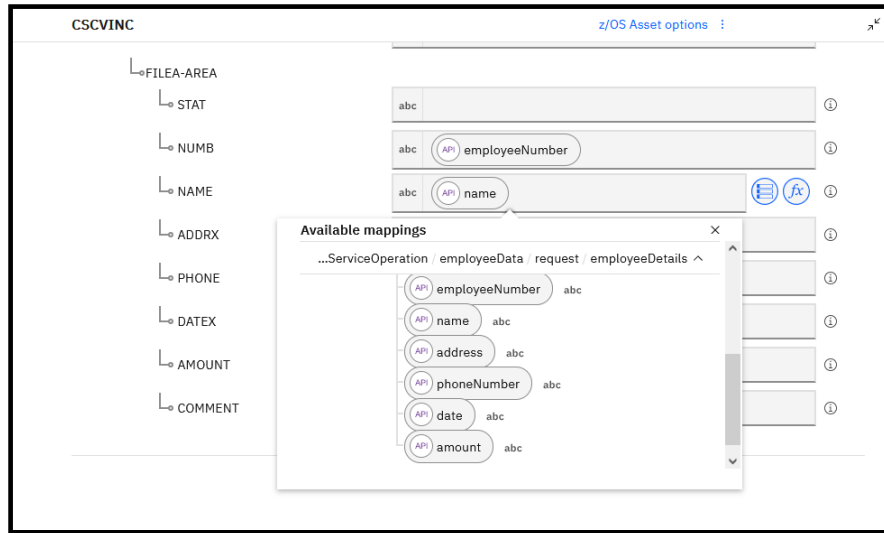 CSCVINC z/OS Asset options
FILEA-AREA
STAT abc
NUMB abc API employeeNumber
NAME abc API name fx
ADDRX
PHONE
DATEX
AMOUNT
COMMENT
Available mappings
...ServiceOperation / employeeData / request / employeeDetails
API employeeNumber abc
API name abc
API address abc
API phoneNumber abc
API date abc
API amount abc